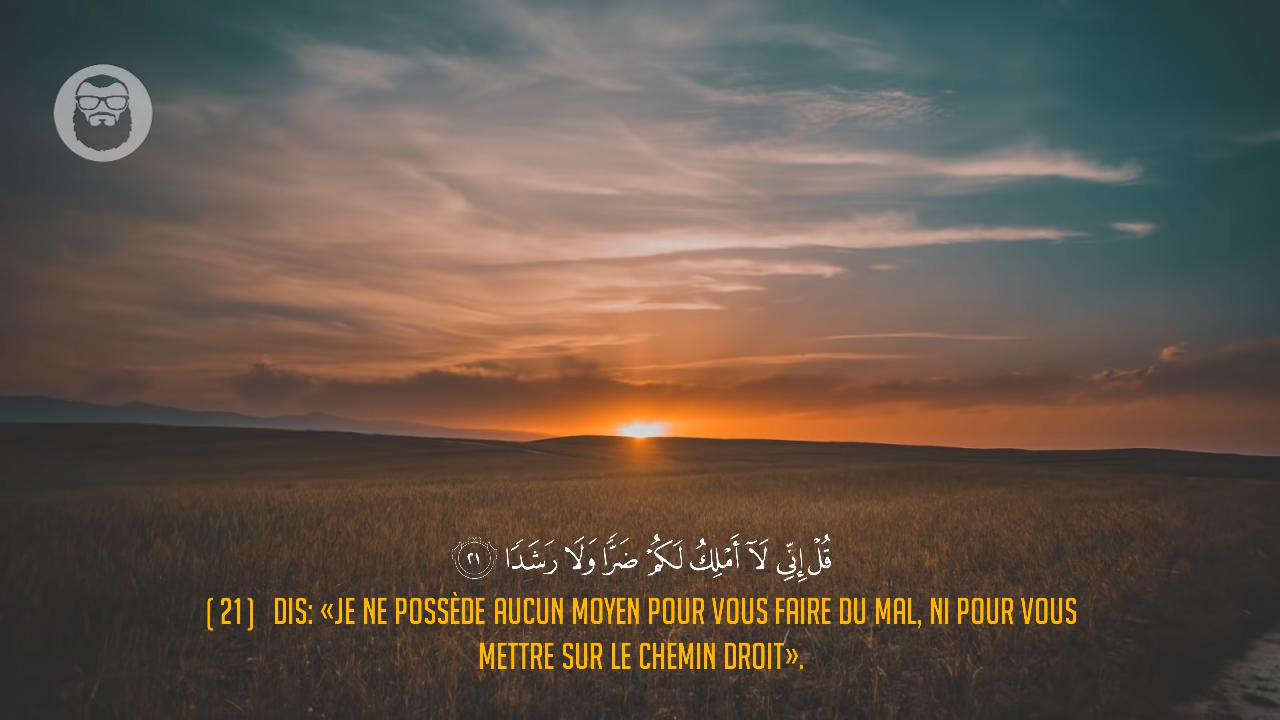 قُلْ إِنِّي لَآ أَمْلِكُ لَكُمْ ضَرًّا وَلَا رَشَدًا ٢١
( 21 ) DIS: «JE NE POSSÈDE AUCUN MOYEN POUR VOUS FAIRE DU MAL, NI POUR VOUS
METTRE SUR LE CHEMIN DROIT».